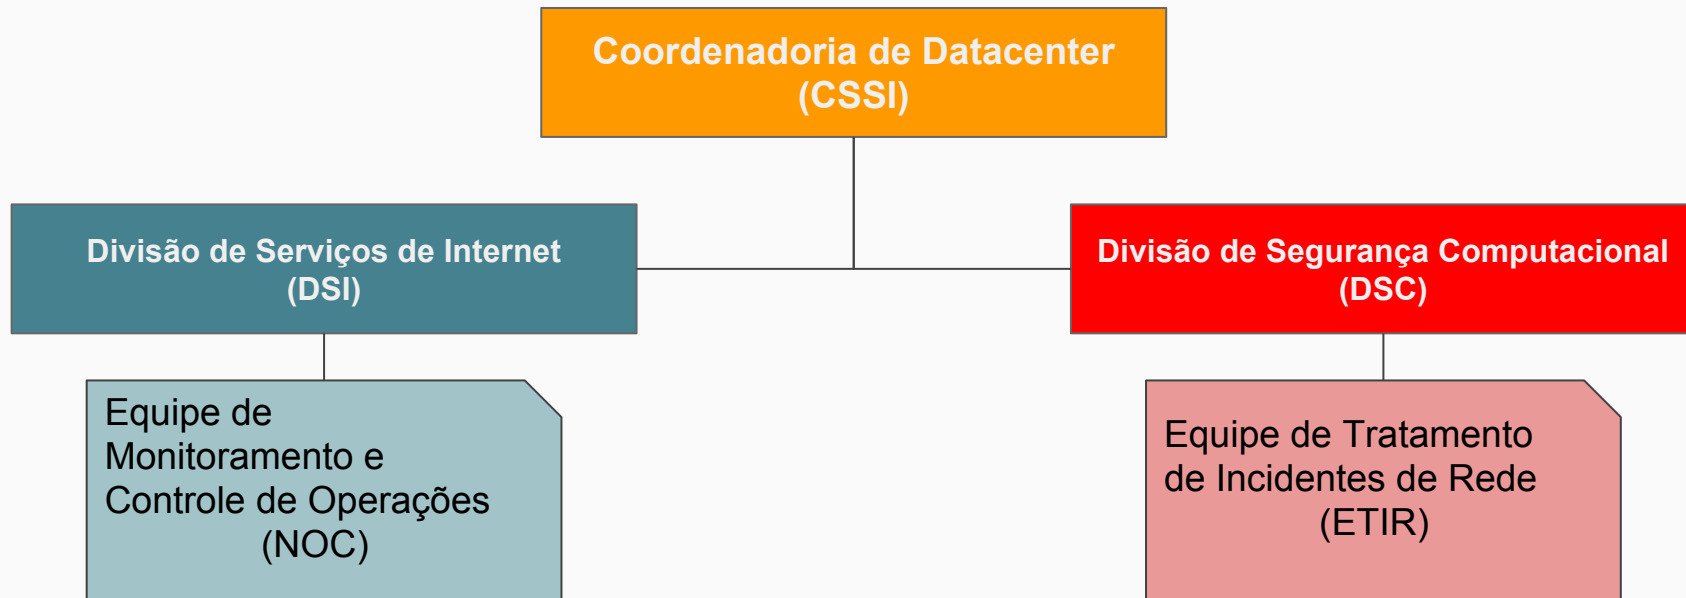 Coordenadoria de Datacenter
(CSSI)
Divisão de Serviços de Internet
(DSI)
Divisão de Segurança Computacional
(DSC)
Equipe de
Monitoramento e
Controle de Operações
(NOC)
Equipe de Tratamento
de Incidentes de Rede
(ETIR)